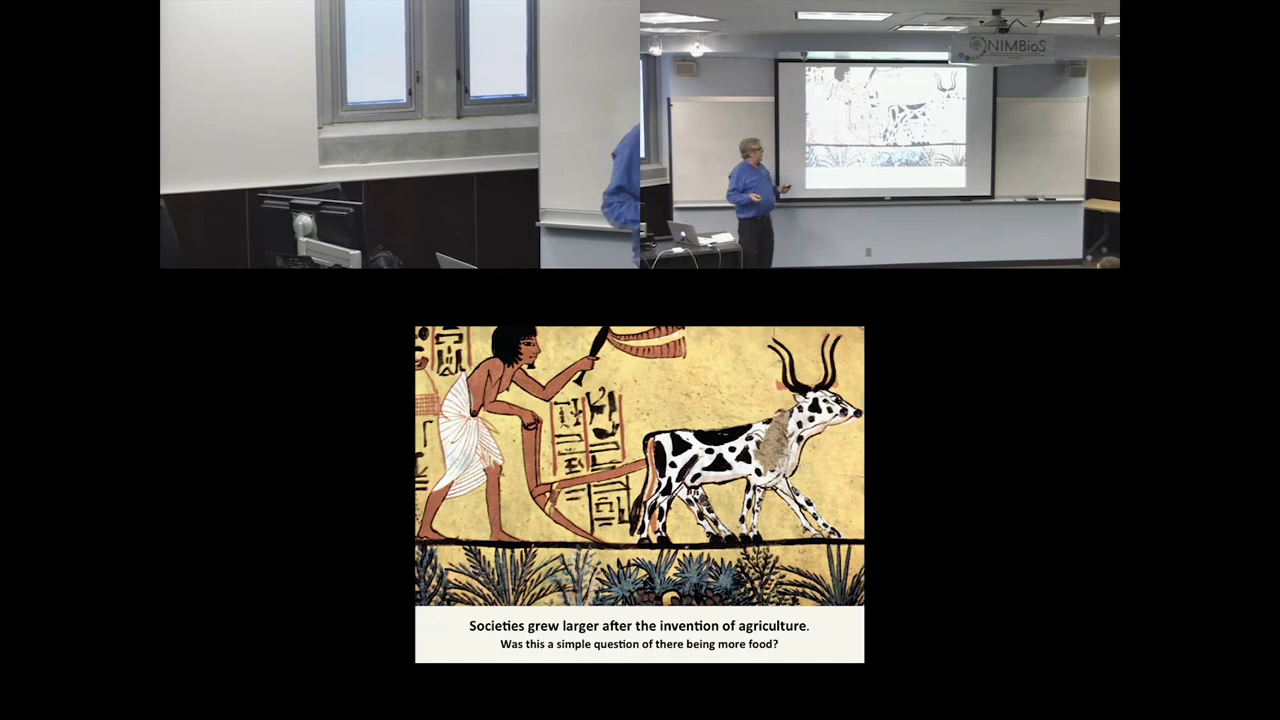 NIMBioS
Societies grew larger after the invention of agriculture.
Was this a simple question of there being more food?